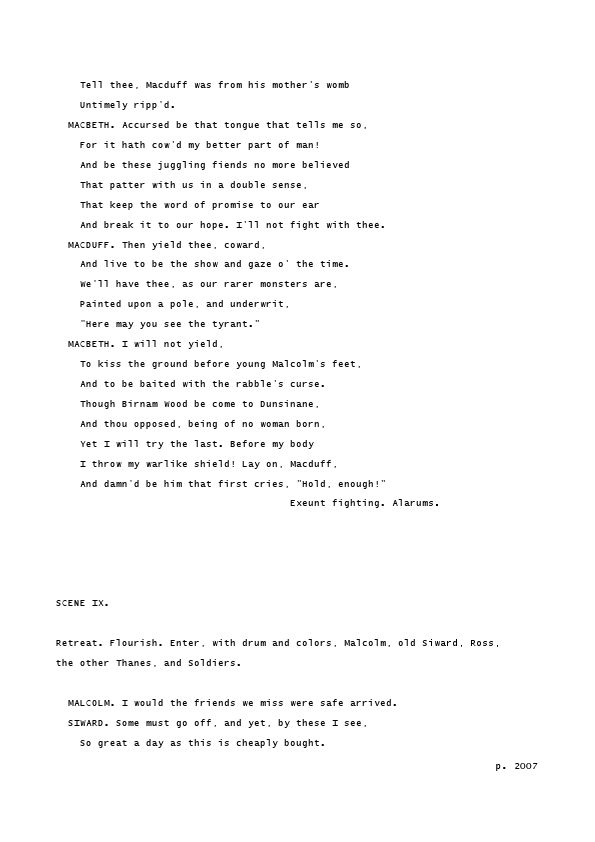 Tell thee, Macduff was from his mother's womb
Untimely ripp'd.
MACBETH. Accursed be that tongue that tells me so,
For it hath cow'd my better part of man!
And be these juggling fiends no more believed
That patter with us in a double sense,
That keep the word of promise to our ear
And break it to our hope. I'll not fight with thee.
MACDUFF. Then yield thee, coward,
And live to be the show and gaze o' the time.
We'll have thee, as our rarer monsters are,
Painted upon a pole, and underwrit,
"Here may you see the tyrant."
MACBETH. I will not yield,
To kiss the ground before young Malcolm's feet,
And to be baited with the rabble's curse.
Though Birnam Wood be come to Dunsinane,
And thou opposed, being of no woman born,
Yet I will try the last. Before my body
I throw my warlike shield! Lay on, Macduff,
And damn'd be him that first cries, "Hold, enough!"
Exeunt fighting. Alarums.
SCENE IX.
Retreat. Flourish. Enter, with drum and colors, Malcolm, old Siward, Ross,
the other Thanes, and Soldiers.
MALCOLM. I would the friends we miss were safe arrived.
SIWARD. Some must go off, and yet, by these I see,
So great a day as this is cheaply bought.
p. 2007